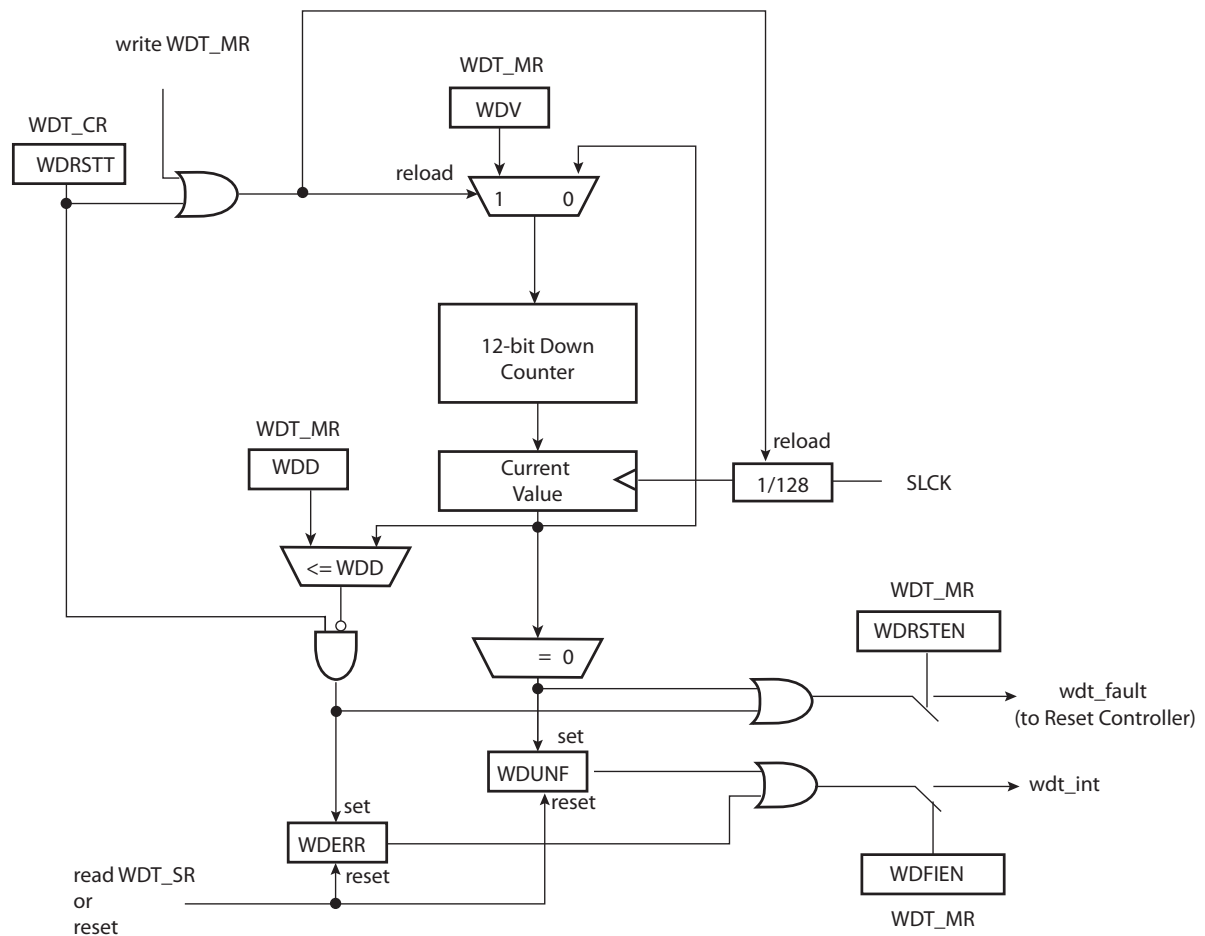 write WDT_MR
WDT_MR
WDV
WDT_CR
WDRSTT
reload
1 0
12-bit Down
Counter
WDT_MR
WDD
Current
Value
reload
1/128
SLCK
<= WDD
WDT_MR
WDRSTEN
= 0
wdt_fault
(to Reset Controller)
set
WDUNF
reset
wdt_int
set
WDERR
reset
read WDT_SR
or
reset
WDFIEN
WDT_MR